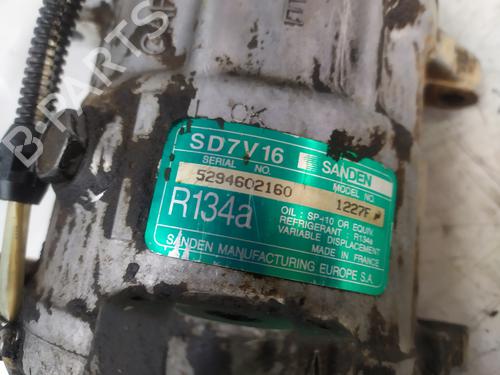 OK
SD7V16
SANDEN
SERIAL NO.
MODEL NO.
5294602160
1227F
R134a
OIL : SP-10 OR EQUIV.
REFRIGERANT : R134a
VARIABLE DISPLACEMENT
MADE IN FRANCE
SANDEN MANUFACTURING EUROPE S.A.
B-PARTS